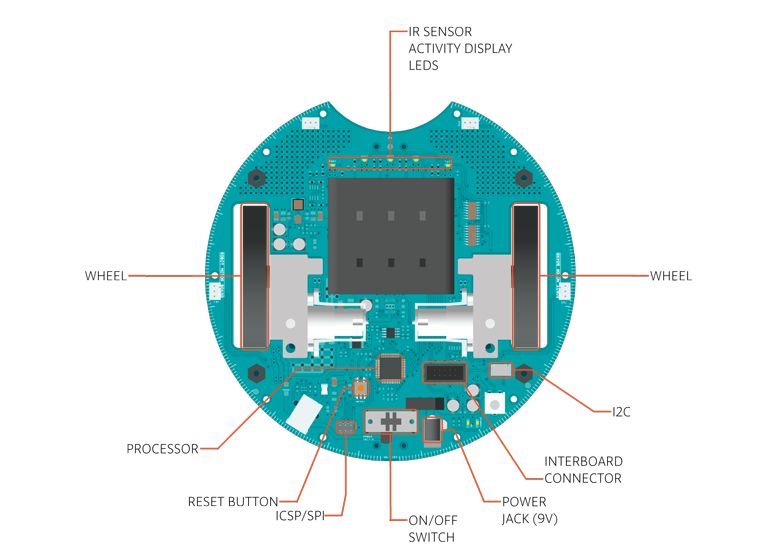 IR SENSOR
ACTIVITY DISPLAY
LEDS
WHEEL
WHEEL
I2C
PROCESSOR
INTERBOARD
CONNECTOR
RESET BUTTON
POWER
JACK (9V)
ICSP/SPI
ON/OFF
SWITCH